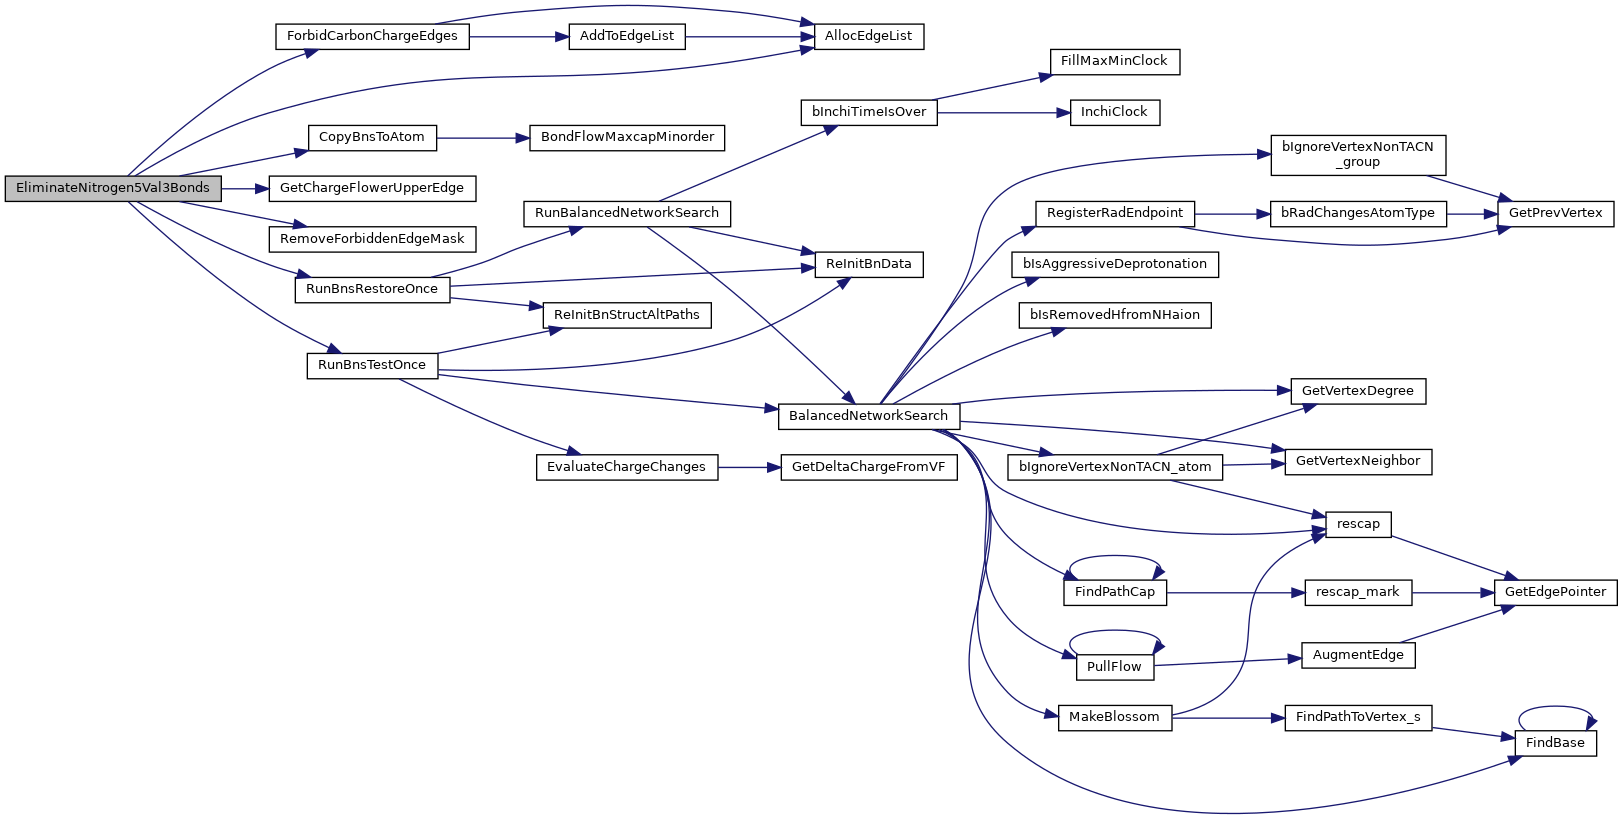 EliminateNitrogen5Val3Bonds
ForbidCarbonChargeEdges
AddToEdgeList
AllocEdgeList
CopyBnsToAtom
BondFlowMaxcapMinorder
GetChargeFlowerUpperEdge
RemoveForbiddenEdgeMask
RunBnsRestoreOnce
RunBnsTestOnce
RunBalancedNetworkSearch
ReInitBnStructAltPaths
EvaluateChargeChanges
bInchiTimeIsOver
ReInitBnData
BalancedNetworkSearch
GetDeltaChargeFromVF
FillMaxMinClock
InchiClock
bIgnoreVertexNonTACN
_group
RegisterRadEndpoint
bRadChangesAtomType
GetPrevVertex
bIsAggressiveDeprotonation
bIsRemovedHfromNHaion
GetVertexDegree
bIgnoreVertexNonTACN_atom
GetVertexNeighbor
rescap
FindPathCap
rescap_mark
GetEdgePointer
PullFlow
AugmentEdge
MakeBlossom
FindPathToVertex_s
FindBase